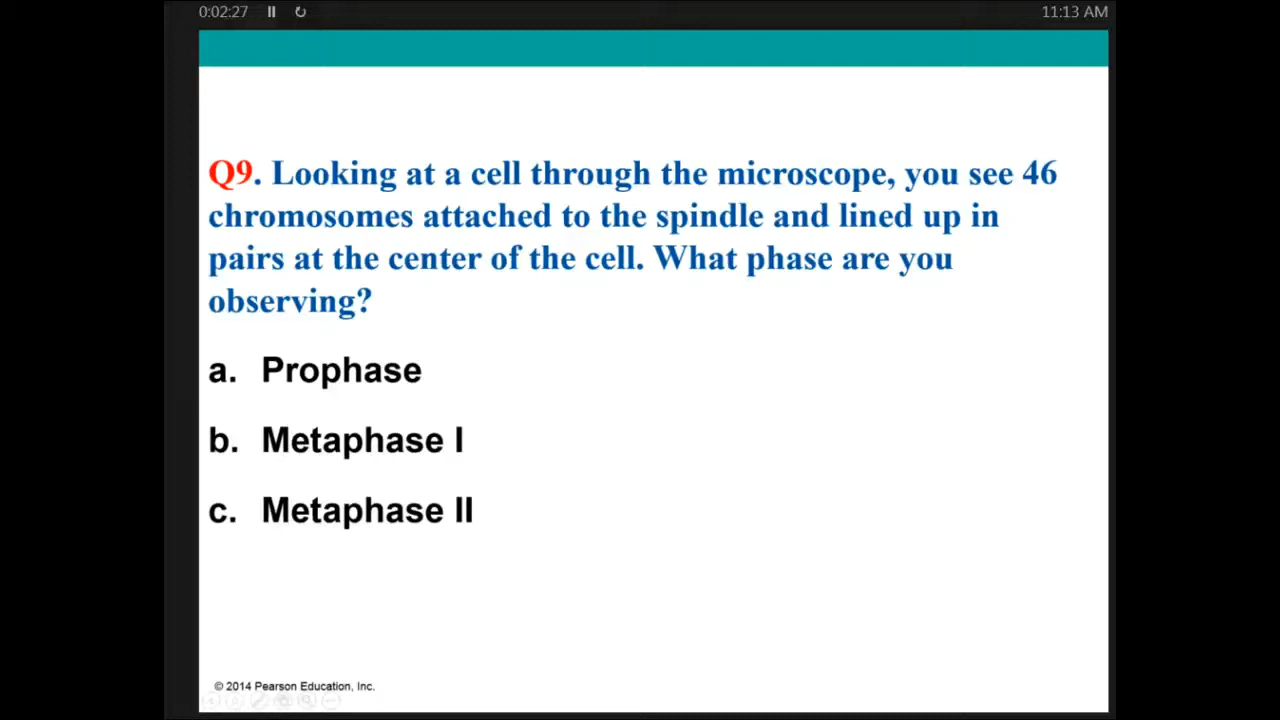 0:02:27
11:13 AM
Q9. Looking at a cell through the microscope, you see 46
chromosomes attached to the spindle and lined up in
pairs at the center of the cell. What phase are you
observing?
a. Prophase
b. Metaphase I
c. Metaphase II
© 2014 Pearson Education, Inc.